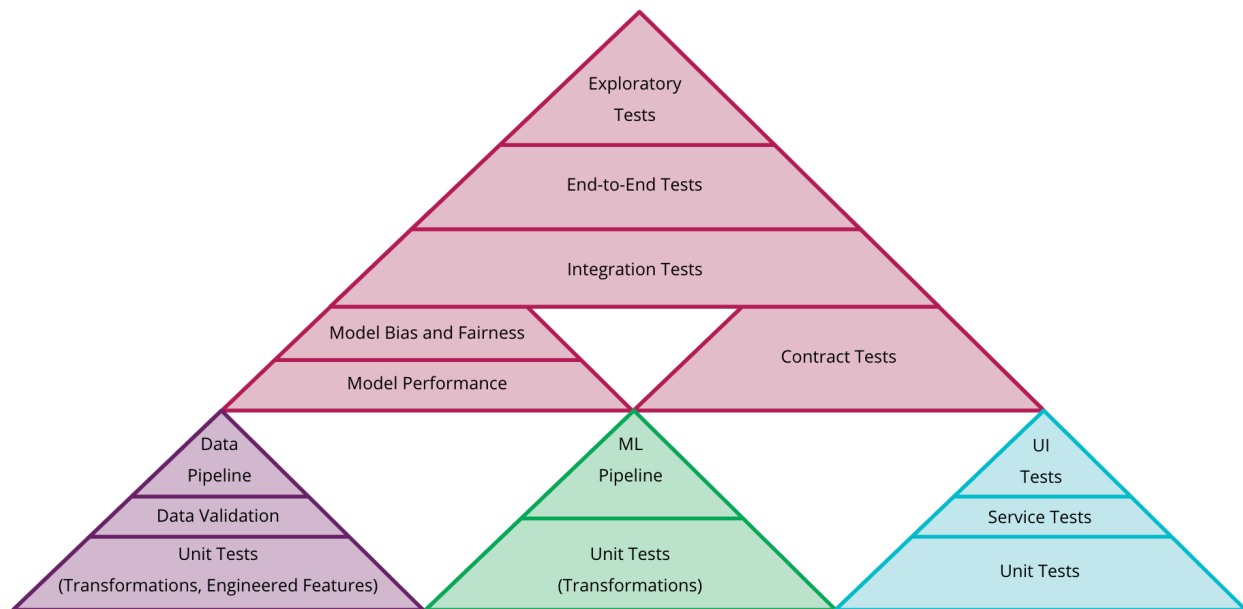 Exploratory
Tests
End-to-End Tests
Integration Tests
Model Bias and Fairness
Model Performance
Contract Tests
Data
Pipeline
Data Validation
Unit Tests
(Transformations, Engineered Features)
ML
Pipeline
Unit Tests
(Transformations)
UI
Tests
Service Tests
Unit Tests